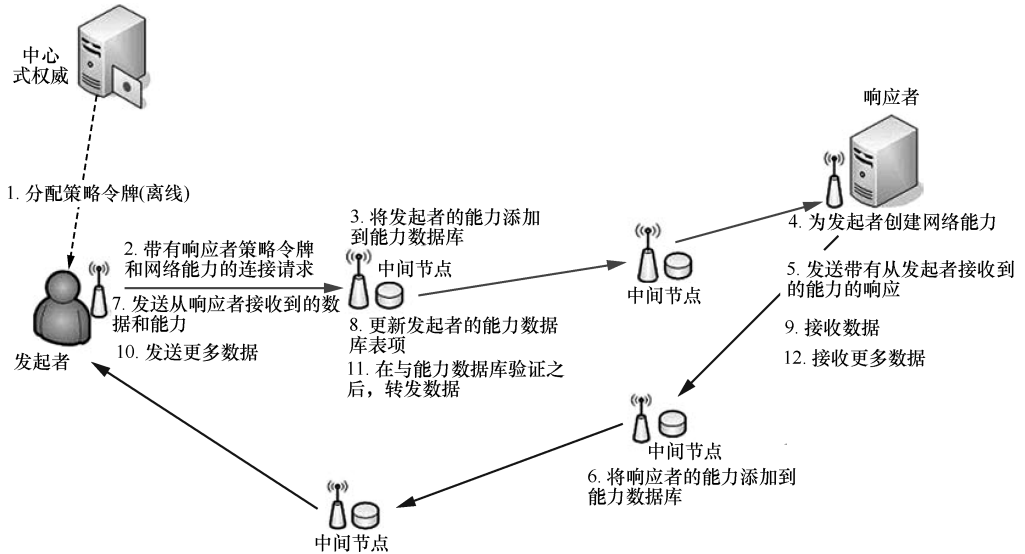 中心
式权威
响应者
1. 分配策略令牌(离线)
2. 带有响应者策略令牌
和网络能力的连接请求
3. 将发起者的能力添加
到能力数据库
中间节点
中间节点
4. 为发起者创建网络能力
5. 发送带有从发起者接收到
的能力的响应
7. 发送从响应者接收到的数
据和能力
8. 更新发起者的能力数据
库表项
9. 接收数据
10. 发送更多数据
发起者
11. 在与能力数据库验证之
后，转发数据
12. 接收更多数据
中间节点
6. 将响应者的能力添加到
能力数据库
中间节点